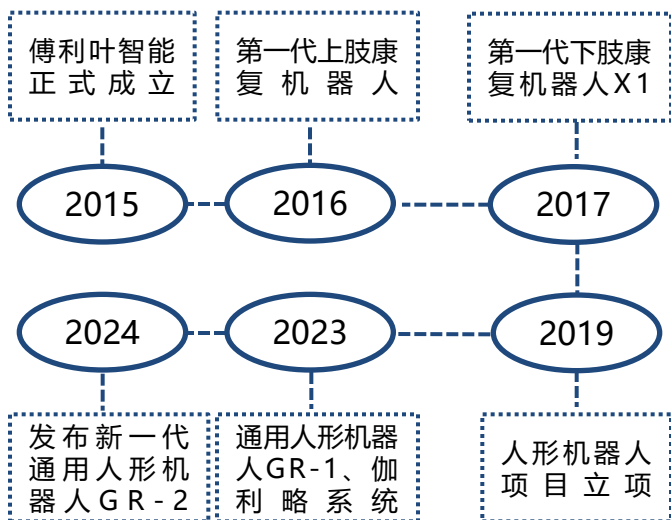 傅利叶智能
正式成立
第一代上肢康
复机器人
第一代下肢康
复机器人X1
2015
2016
2017
2024
2023
2019
发布新一代
通用人形机
器人GR-2
通用人形机器
人GR-1、伽
利略系统
人形机器人
项目立项